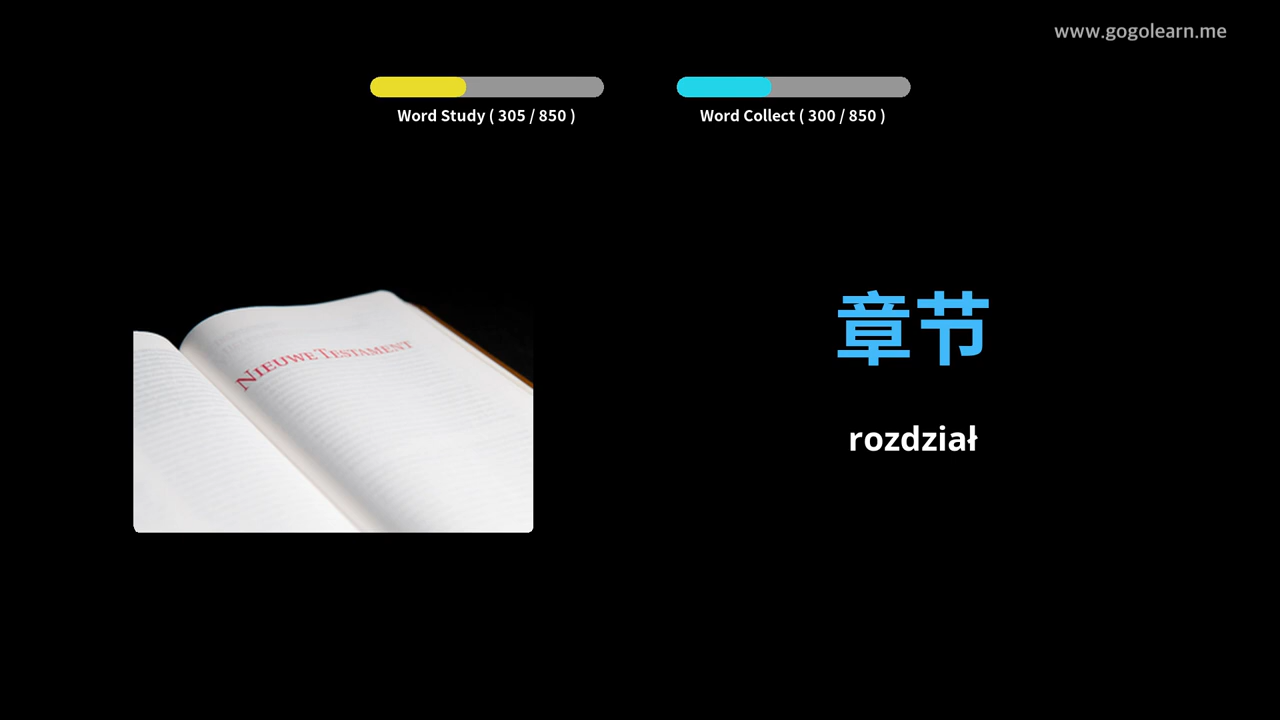 www.gogolearn.me
Word Study ( 305 / 850 )
Word Collect ( 300 / 850 )
NIEUWE TESTAMENT
章节
rozdział